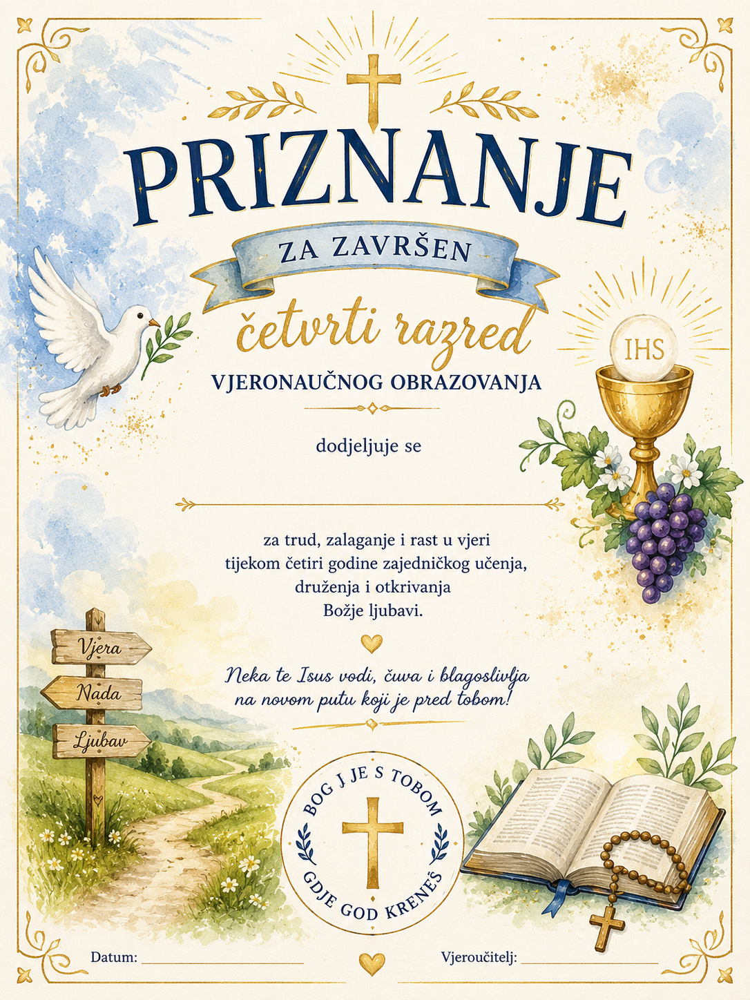 PRIZNANJE
ZA ZAVRŠEN
četvrti razred
VJERONAUČNOG OBRAZOVANJA
dodjeljuje se
IHS
za trud, zalaganje i rast u vjeri
tijekom četiri godine zajedničkog učenja,
druženja i otkrivanja
Božje ljubavi.
Vjera
Nada
Ljubav
Neka te Isus vodi, čuva i blagoslivlja
na novom putu koji je pred tobom!
BOG J JE S TOBOM
GDJE GOD KRENEŠ
Datum:
Vjeroučitelj: